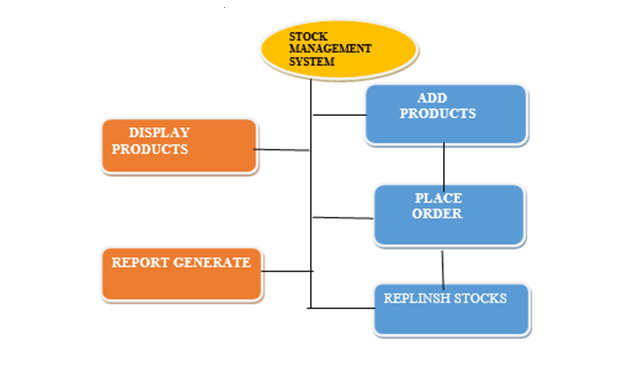 STOCK
MANAGEMENT
SYSTEM
ADD
PRODUCTS
DISPLAY
PRODUCTS
PLACE
ORDER
REPORT GENERATE
REPLINSH STOCKS